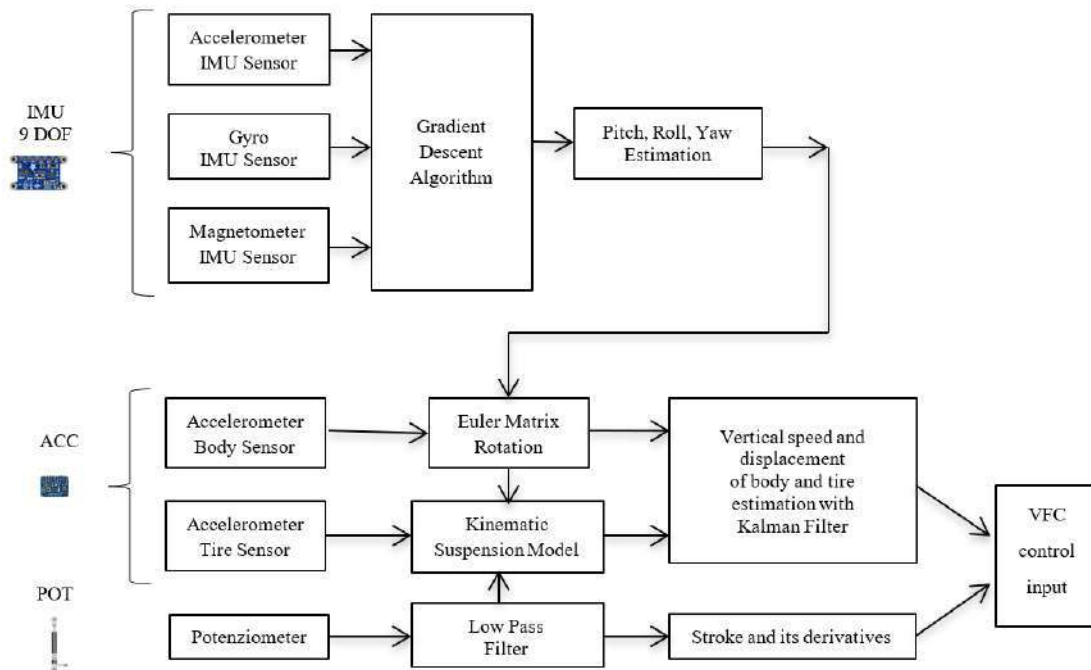 Accelerometer
IMU Sensor
IMU
9 DOF
Gyro
IMU Sensor
Magnetometer
IMU Sensor
Gradient
Descent
Algorithm
Pitch, Roll, Yaw
Estimation
ACC
Accelerometer
Body Sensor
Euler Matrix
Rotation
Accelerometer
Tire Sensor
Kinematic
Suspension Model
Vertical speed and
displacement
of body and tire
estimation with
Kalman Filter
VFC
control
input
POT
Potenziometer
Low Pass
Filter
Stroke and its derivatives